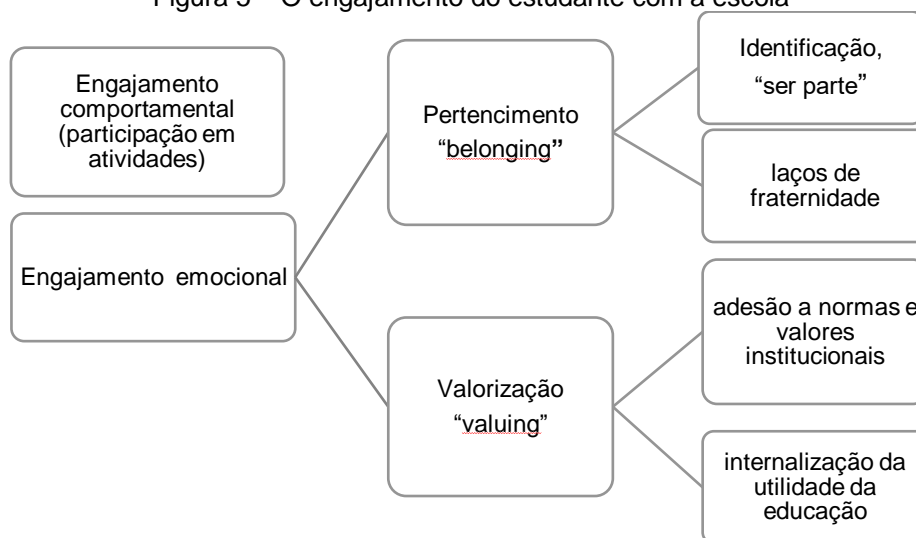 Figura – O engajamento do estudante com a escola
Engajamento
comportamental
(participação em
atividades)
Engajamento emocional
Pertencimento
“belonging”
Valorização
“valuing”
Identificação,
“ser parte”
laços de
fraternidade
adesão a normas e
valores
institucionais
internalização da
utilidade da
educação